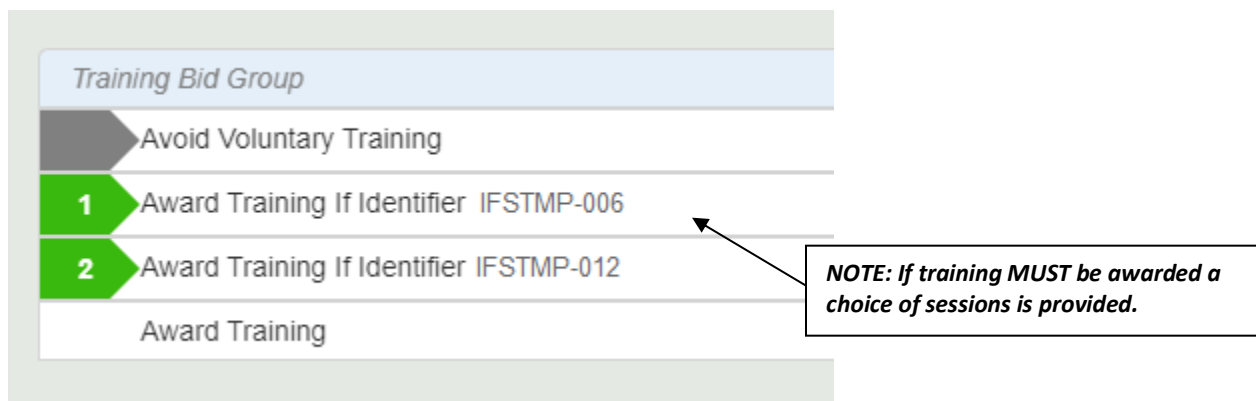 Training Bid Group
Avoid Voluntary Training
1 Award Training If Identifier IFSTMP-006
2 Award Training If Identifier IFSTMP-012
Award Training
NOTE: If training MUST be awarded a
choice of sessions is provided.